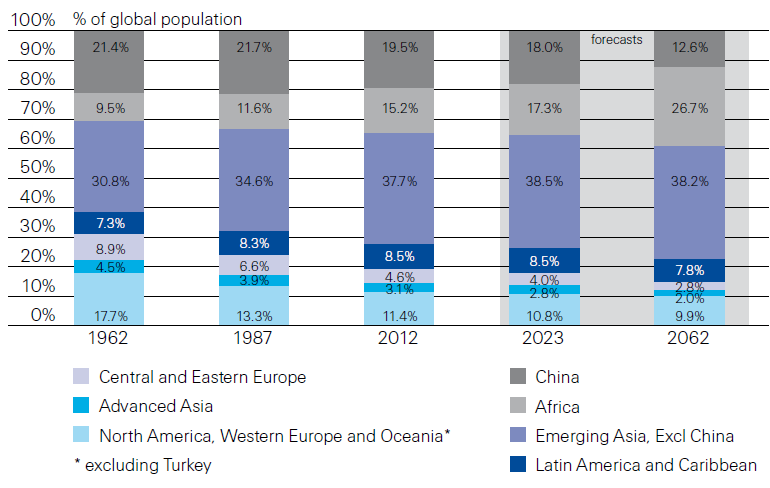 100% % of global population
90%
80%
70%
60%
50%
40%
30%
20%
10%
0%
forecasts
21.4% 21.7% 19.5% 18.0% 12.6%
9.5% 11.6% 15.2% 17.3% 26.7%
30.8% 34.6% 37.7% 38.5% 38.2%
7.3% 8.3% 8.5% 8.5% 7.8%
8.9% 6.6% 4.6% 4.0% 2.8%
4.5% 3.9% 3.1% 2.8% 2.0%
17.7% 13.3% 11.4% 10.8% 9.9%
1962 1987 2012 2023 2062
Central and Eastern Europe
Advanced Asia
North America, Western Europe and Oceania*
* excluding Turkey
China
Africa
Emerging Asia, Excl China
Latin America and Caribbean